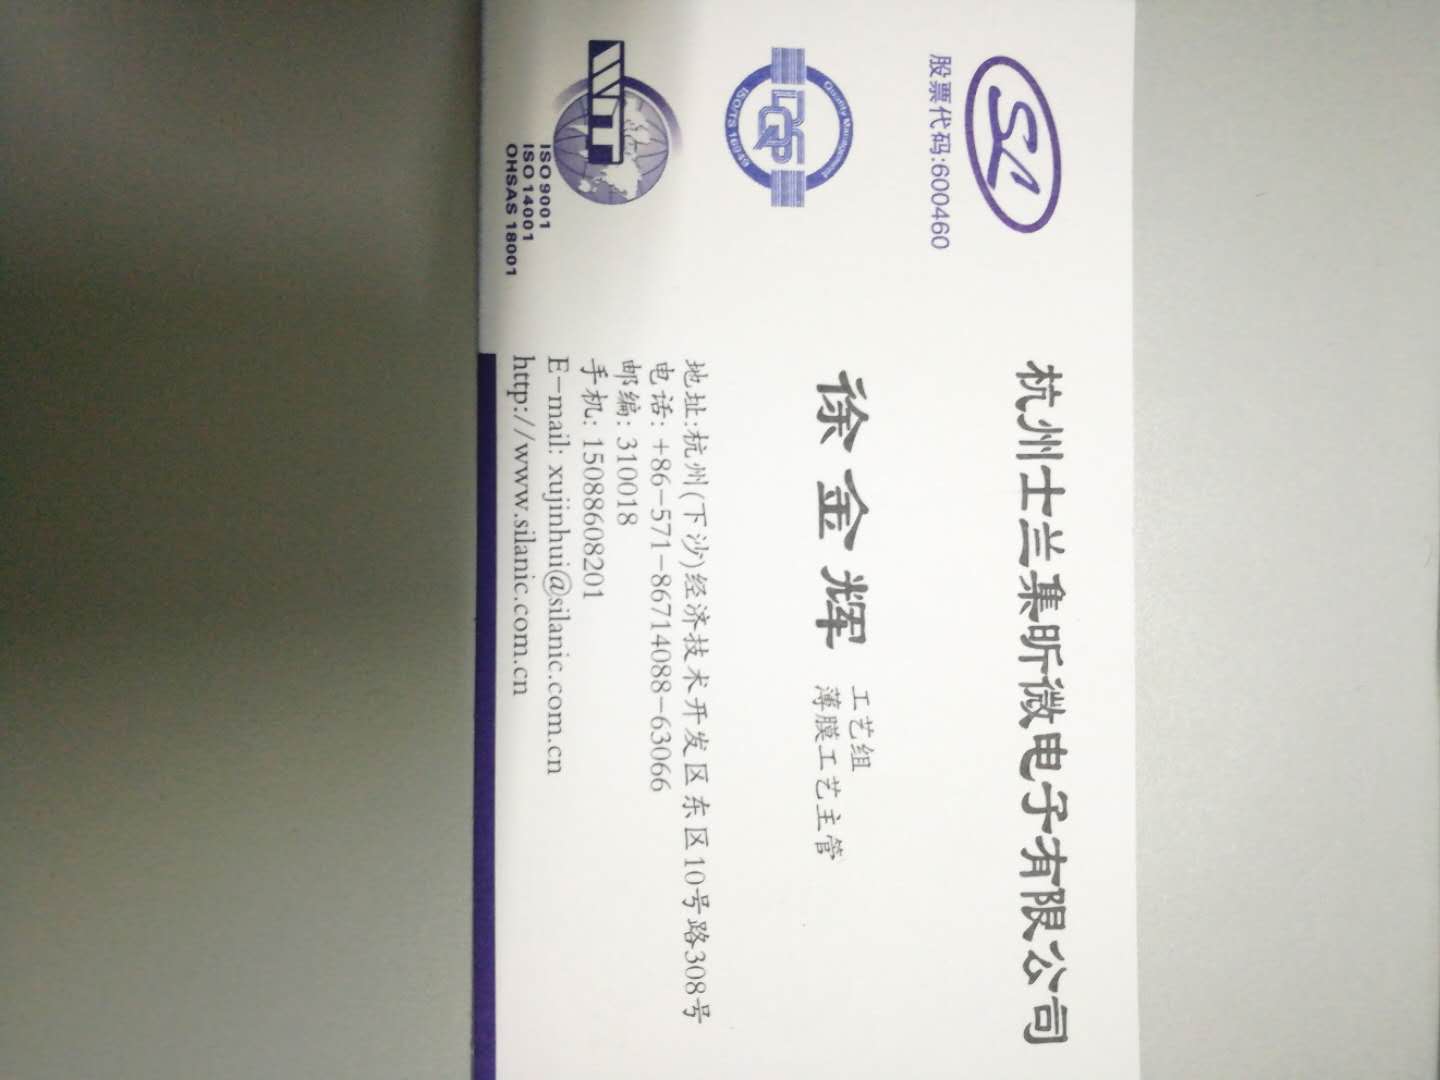 SL
股票代码:600460
杭州士兰集昕微电子有限公司
Quality Management
IQSP
徐金辉
工艺组
薄膜工艺主管
地址:杭州(下沙)经济技术开发区东区10号路308号
电话: +86-571-86714088-63066
邮编: 310018
手机: 15088608201
E-mail: xujinhui@silanic.com.cn
http://www.silanic.com.cn
WIT
ISO 9001
ISO 14001
OHSAS 18001